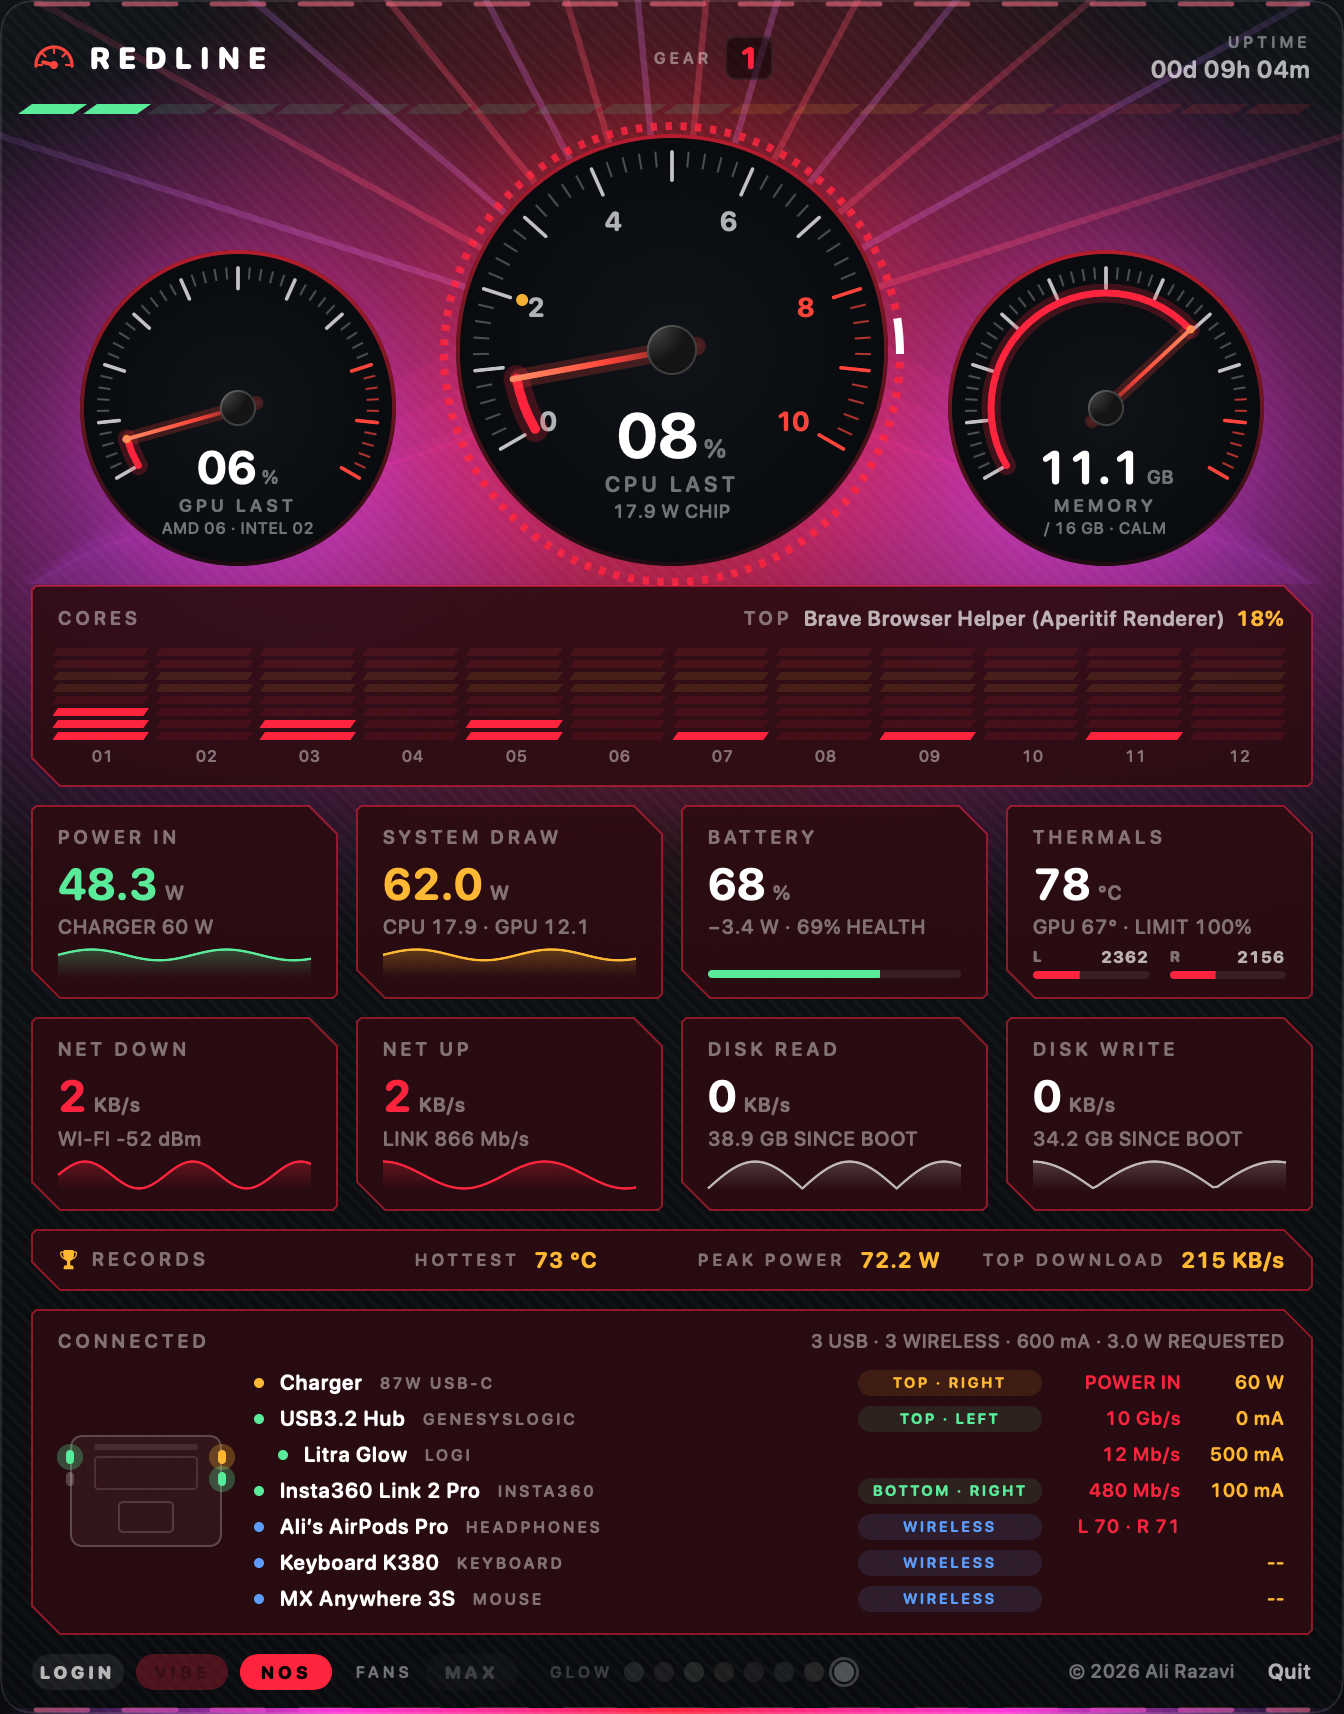 REDLINE
GEAR 1
UPTIME
00d 09h 04m
4 6
2 8
0 10
08 %
CPU LAST
17.9 W CHIP
06 %
GPU LAST
AMD 06 · INTEL 02
11.1 GB
MEMORY
/ 16 GB · CALM
CORES TOP Brave Browser Helper (Aperitif Renderer) 18%
01 02 03 04 05 06 07 08 09 10 11 12
POWER IN
48.3 W
CHARGER 60 W
SYSTEM DRAW
62.0 W
CPU 17.9 · GPU 12.1
BATTERY
68 %
−3.4 W · 69% HEALTH
THERMALS
78 °C
GPU 67° · LIMIT 100%
L 2362 R 2156
NET DOWN
2 KB/s
WI-FI -52 dBm
NET UP
2 KB/s
LINK 866 Mb/s
DISK READ
0 KB/s
38.9 GB SINCE BOOT
DISK WRITE
0 KB/s
34.2 GB SINCE BOOT
RECORDS HOTTEST 73 °C PEAK POWER 72.2 W TOP DOWNLOAD 215 KB/s
CONNECTED 3 USB · 3 WIRELESS · 600 mA · 3.0 W REQUESTED
Charger 87W USB-C TOP · RIGHT POWER IN 60 W
USB3.2 Hub GENESYSLOGIC TOP · LEFT 10 Gb/s 0 mA
Litra Glow LOGI 12 Mb/s 500 mA
Insta360 Link 2 Pro INSTA360 BOTTOM · RIGHT 480 Mb/s 100 mA
Ali's AirPods Pro HEADPHONES WIRELESS L 70 · R 71
Keyboard K380 KEYBOARD WIRELESS --
MX Anywhere 3S MOUSE WIRELESS --
LOGIN VIBE NOS FANS MAX GLOW © 2026 Ali Razavi Quit